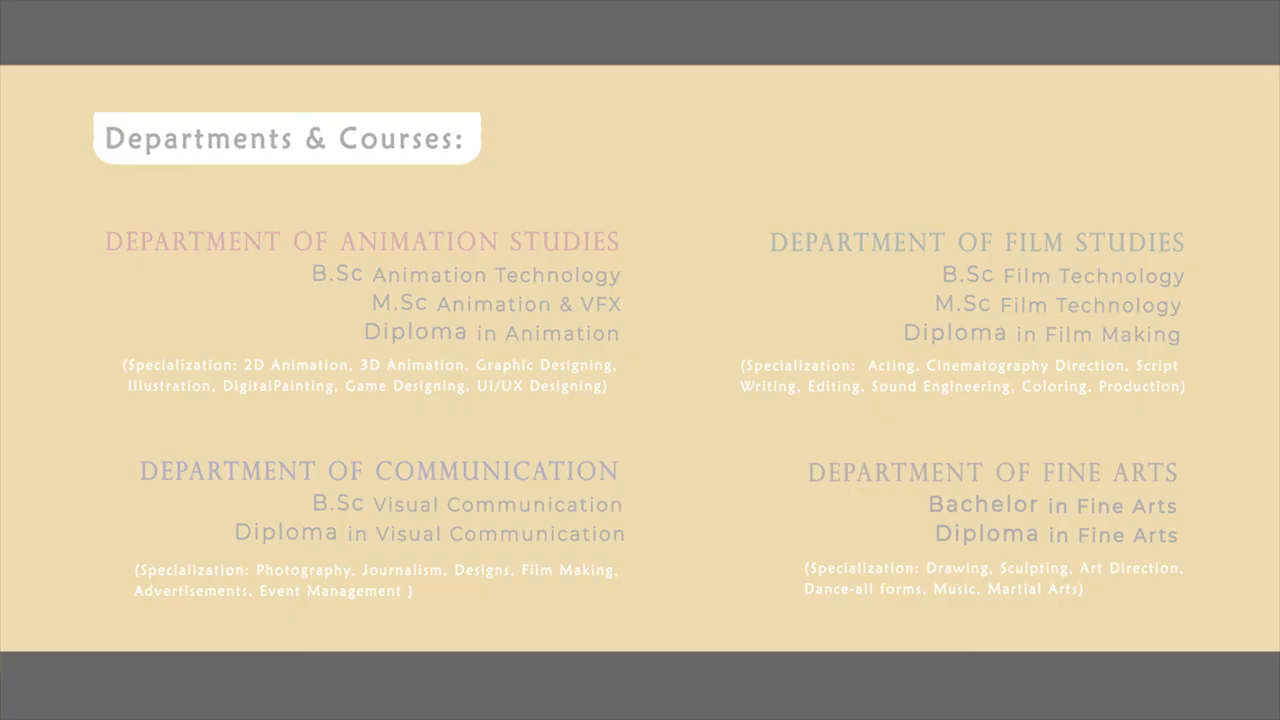 Departments & Courses:
DEPARTMENT OF ANIMATION STUDIES
B.Sc Animation Technology
M.Sc Animation & VFX
Diploma in Animation
(Specialization: 2D Animation, 3D Animation, Graphic Designing,
Illustration, DigitalPainting, Game Designing, UI/UX Designing)
DEPARTMENT OF FILM STUDIES
B.Sc Film Technology
M.Sc Film Technology
Diploma in Film Making
(Specialization: Acting, Cinematography Direction, Script
Writing, Editing, Sound Engineering, Coloring, Production)
DEPARTMENT OF COMMUNICATION
B.Sc Visual Communication
Diploma in Visual Communication
(Specialization: Photography, Journalism, Designs, Film Making,
Advertisements, Event Management )
DEPARTMENT OF FINE ARTS
Bachelor in Fine Arts
Diploma in Fine Arts
(Specialization: Drawing, Sculpting, Art Direction,
Dance-all forms, Music, Martial Arts)